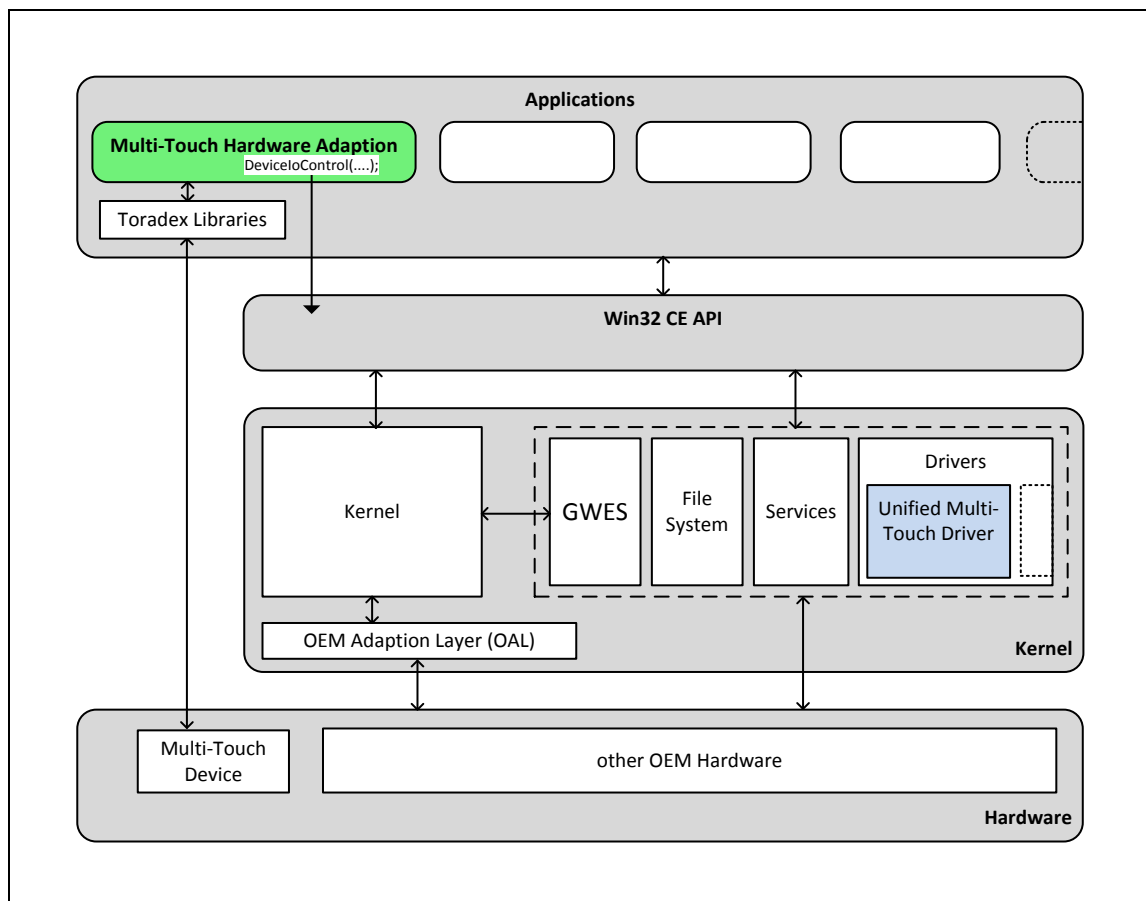 Applications
Multi-Touch Hardware Adaption
DeviceIoControl(....);
Toradex Libraries
Win32 CE API
Kernel
GWES
File
System
Services
Drivers
Unified Multi-
Touch Driver
OEM Adaption Layer (OAL)
Kernel
Multi-Touch
Device
other OEM Hardware
Hardware